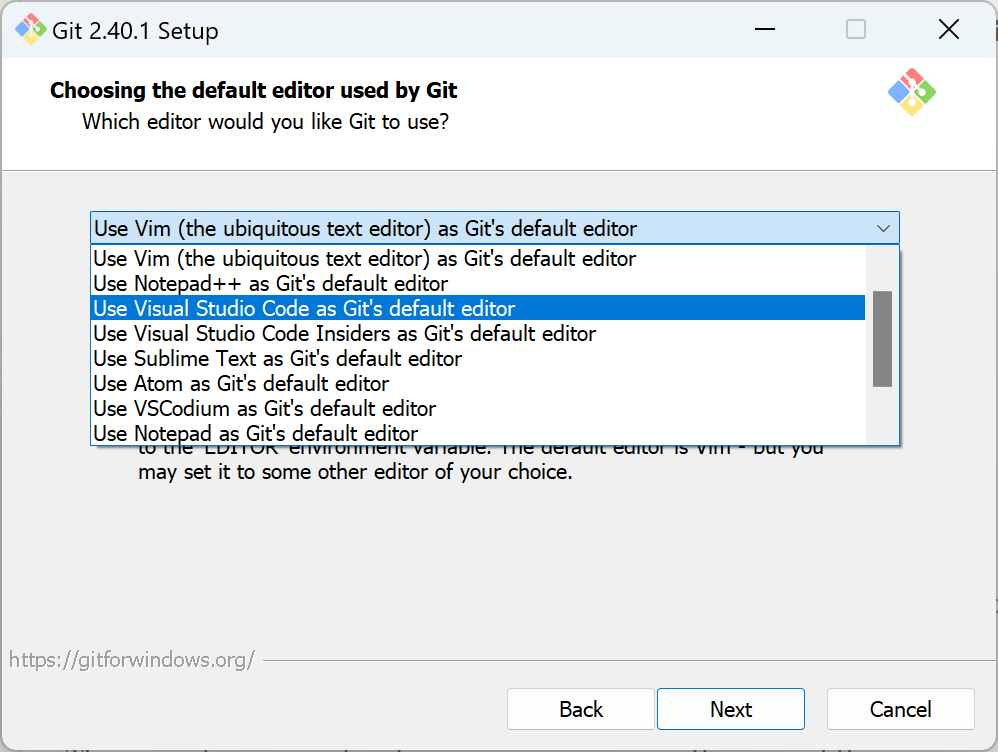 Git 2.40.1 Setup
Choosing the default editor used by Git
Which editor would you like Git to use?
Use Vim (the ubiquitous text editor) as Git's default editor
Use Vim (the ubiquitous text editor) as Git's default editor
Use Notepad++ as Git's default editor
Use Visual Studio Code as Git's default editor
Use Visual Studio Code Insiders as Git's default editor
Use Sublime Text as Git's default editor
Use Atom as Git's default editor
Use VSCodium as Git's default editor
Use Notepad as Git's default editor
to the 'EDITOR' environment variable. The default editor is Vim - but you
may set it to some other editor of your choice.
https://gitforwindows.org/
Back
Next
Cancel